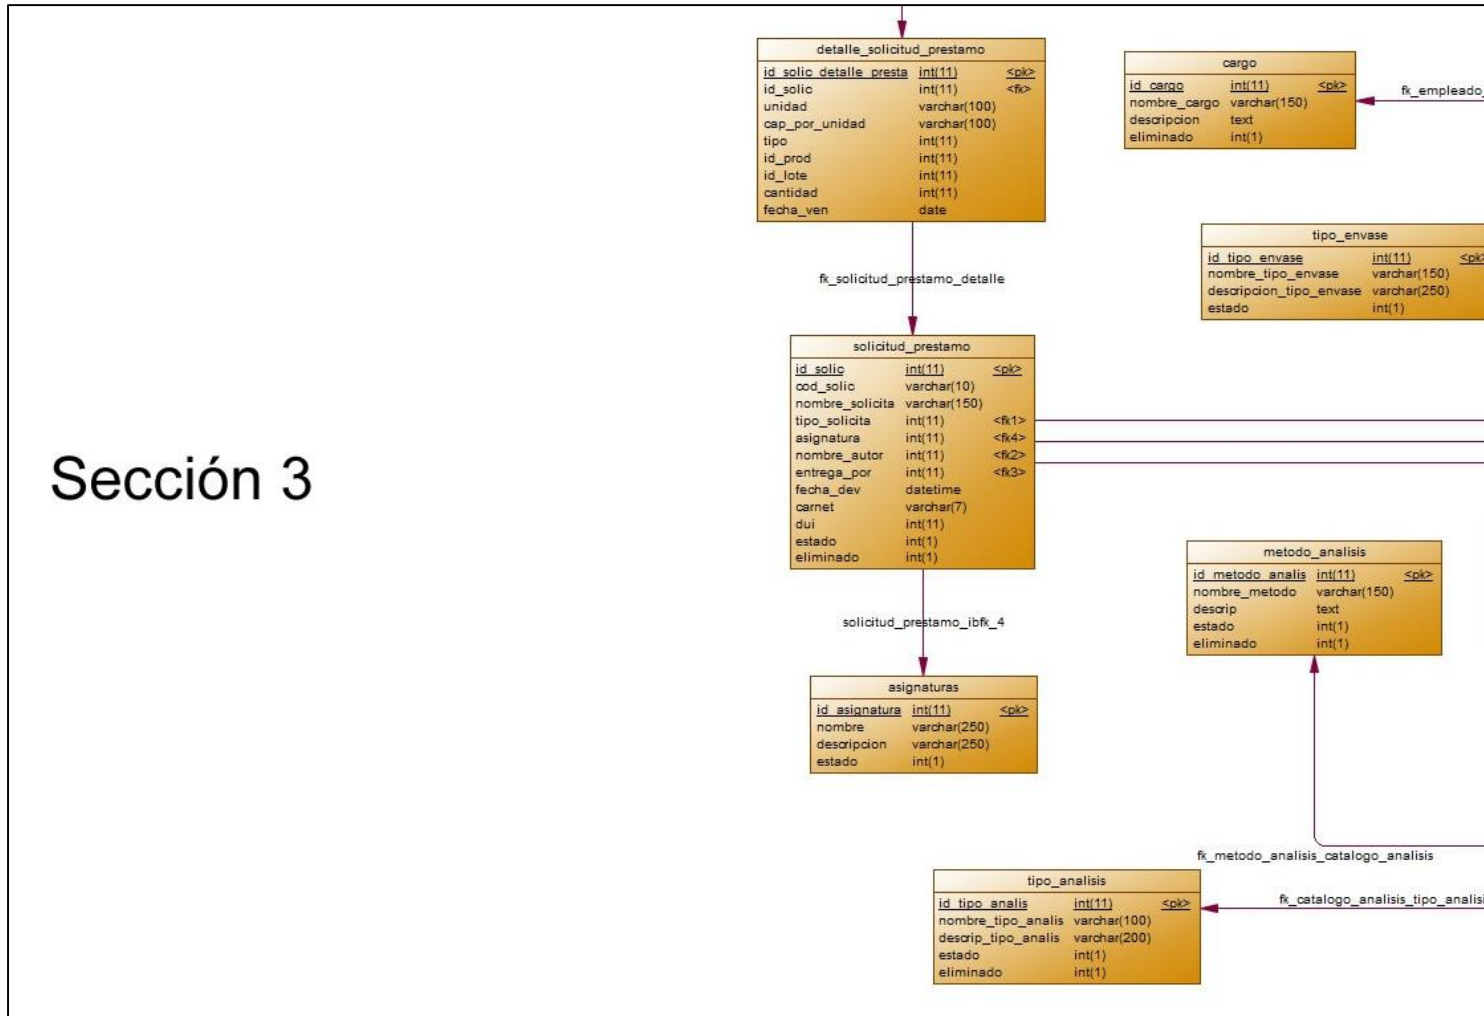 Sección 3
detalle_solicitud_prestamo
id_solic_detalle_presta int(11) <pk>
id_solic int(11) <fk>
unidad varchar(100)
cap_por_unidad varchar(100)
tipo int(11)
id_prod int(11)
id_lote int(11)
cantidad int(11)
fecha_ven date
cargo
id_cargo int(11) <pk>
nombre_cargo varchar(150)
descripcion text
eliminado int(1)
fk_empleado_
tipo_envase
id_tipo_envase int(11) <pk>
nombre_tipo_envase varchar(150)
descripcion_tipo_envase varchar(250)
estado int(1)
fk_solicitud_prestamo_detalle
solicitud_prestamo
id_solic int(11) <pk>
cod_solic varchar(10)
nombre_solicita varchar(150)
tipo_solicita int(11) <fk1>
asignatura int(11) <fk4>
nombre_autor int(11) <fk2>
entrega_por int(11) <fk3>
fecha_dev datetime
carnet varchar(7)
dui int(11)
estado int(1)
eliminado int(1)
metodo_analisis
id_metodo_analis int(11) <pk>
nombre_metodo varchar(150)
descrip text
estado int(1)
eliminado int(1)
solicitud_prestamo_ibfk_4
asignaturas
id_asignatura int(11) <pk>
nombre varchar(250)
descripcion varchar(250)
estado int(1)
fk_metodo_analisis_catalogo_analisis
tipo_analisis
id_tipo_analis int(11) <pk>
nombre_tipo_analis varchar(100)
descrip_tipo_analis varchar(200)
estado int(1)
eliminado int(1)
fk_catalogo_analisis_tipo_analisi